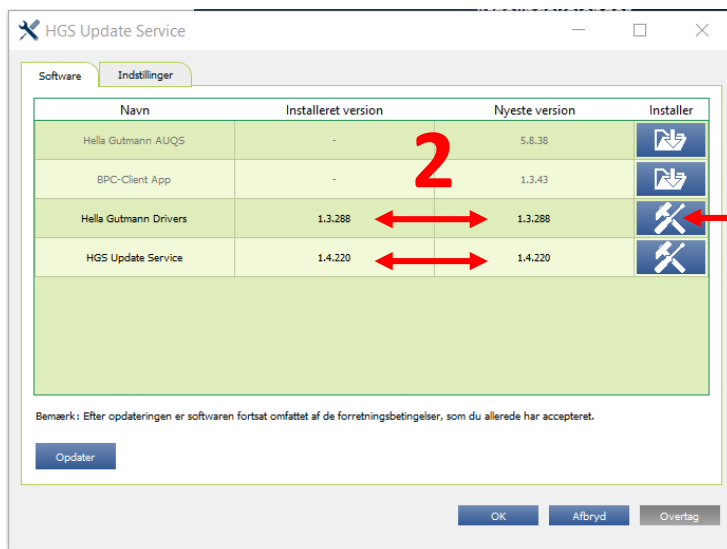 HGS Update Service
Software Indstillinger
Navn Installeret version Nyeste version Installer
Hella Gutmann AUQS - 5.8.38
BPC-Client App - 1.3.43
2
Hella Gutmann Drivers 1.3.288 1.3.288
HGS Update Service 1.4.220 1.4.220
Bemærk: Efter opdateringen er softwaren fortsat omfattet af de forretningsbetingelser, som du allerede har accepteret.
Opdater
OK Afbryd Overtag